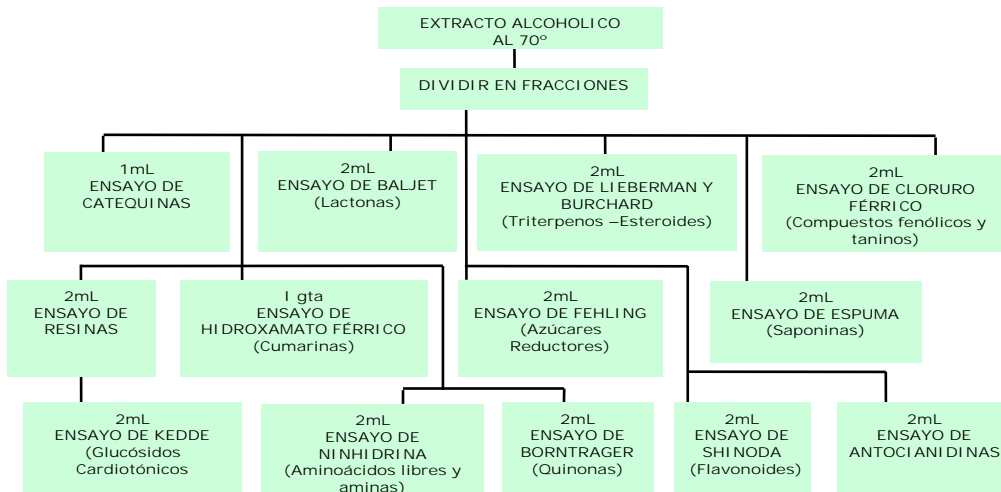 EXTRACTO ALCOHOLICO
AL 70º
DIVIDIR EN FRACCIONES
1mL
ENSAYO DE
CATEQUINAS
2mL
ENSAYO DE BALJET
(Lactonas)
2mL
ENSAYO DE LIEBERMAN Y
BURCHARD
(Triterpenos –Esteroides)
2mL
ENSAYO DE CLORURO
FÉRRICO
(Compuestos fenólicos y
taninos)
2mL
ENSAYO DE
RESINAS
I gta
ENSAYO DE
HIDROXAMATO FÉRRICO
(Cumarinas)
2mL
ENSAYO DE FEHLING
(Azúcares
Reductores)
2mL
ENSAYO DE ESPUMA
(Saponinas)
2mL
ENSAYO DE KEDDE
(Glucósidos
Cardiotónicos
2mL
ENSAYO DE
NINHIDRINA
(Aminoácidos libres y
aminas)
2mL
ENSAYO DE
BORNTRAGER
(Quinonas)
2mL
ENSAYO DE
SHINODA
(Flavonoides)
2mL
ENSAYO DE
ANTOCIANIDINAS